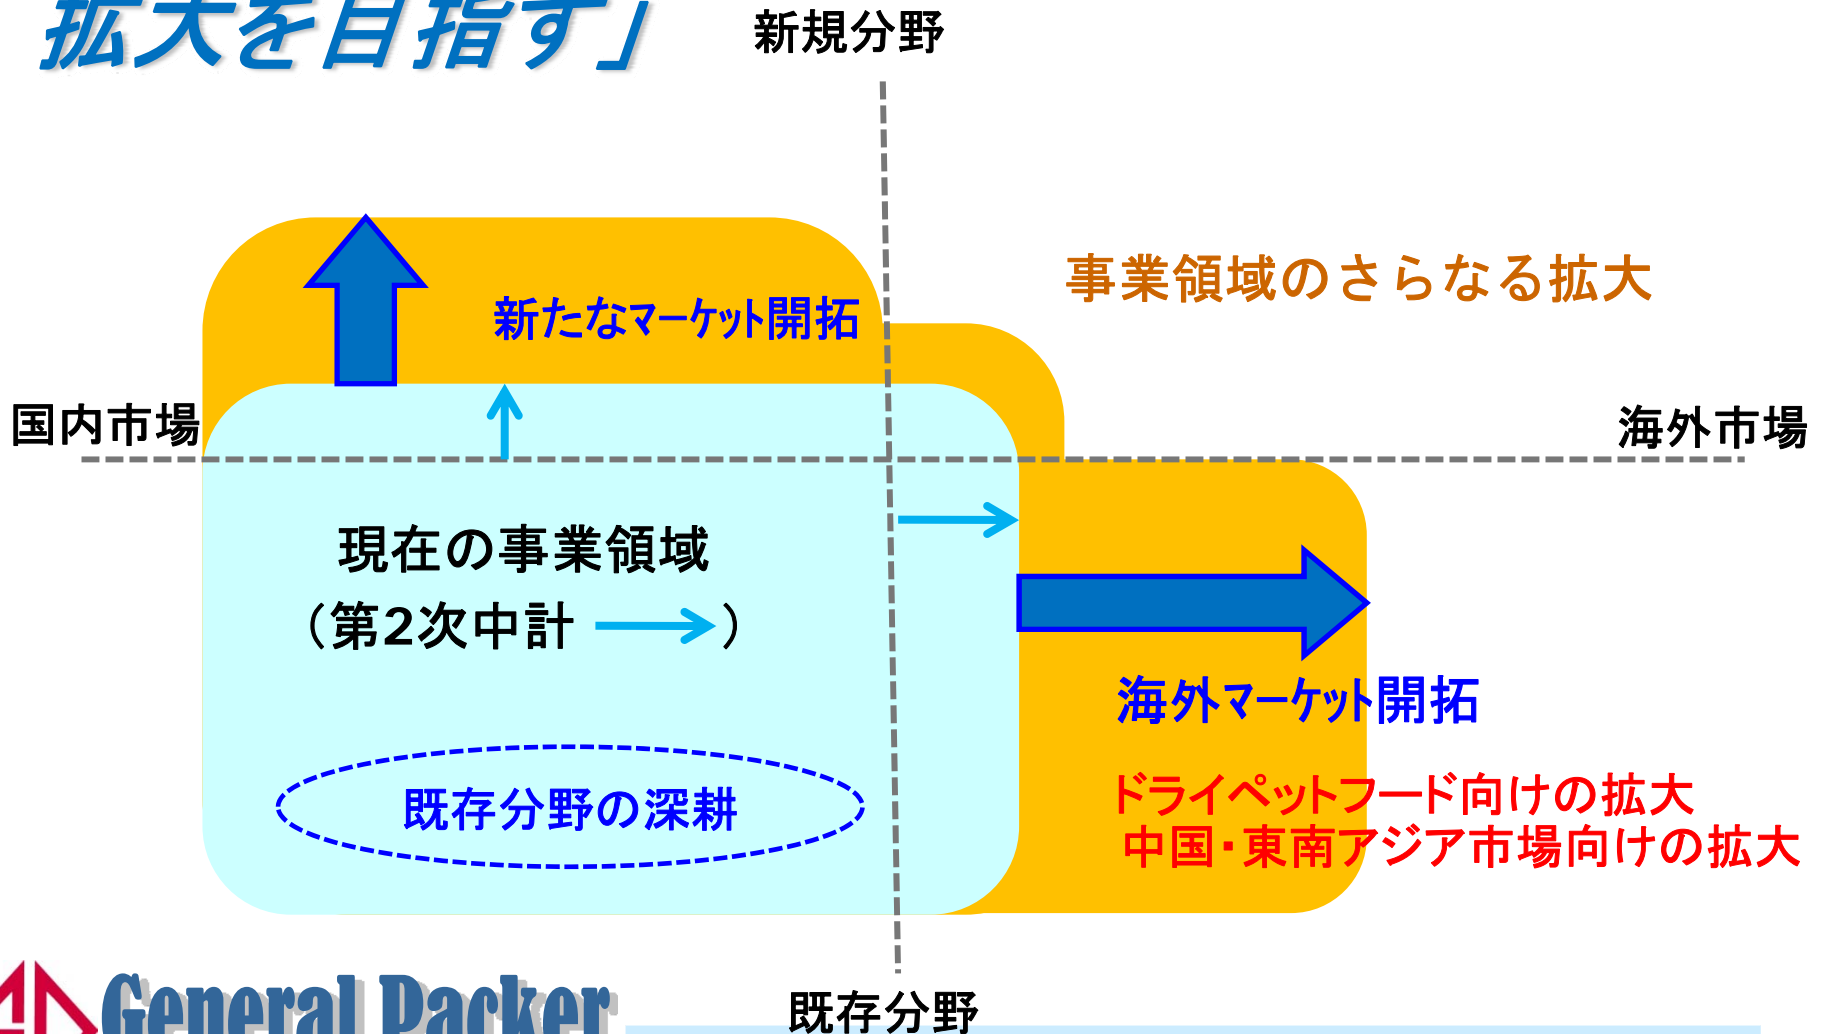 拡大を目指す」
新規分野
事業領域のさらなる拡大
新たなﾏｰｹｯﾄ開拓
国内市場
海外市場
現在の事業領域
（第2次中計 → ）
海外ﾏｰｹｯﾄ開拓
既存分野の深耕
ドライペットフード向けの拡大
中国・東南アジア市場向けの拡大
General Packer
既存分野